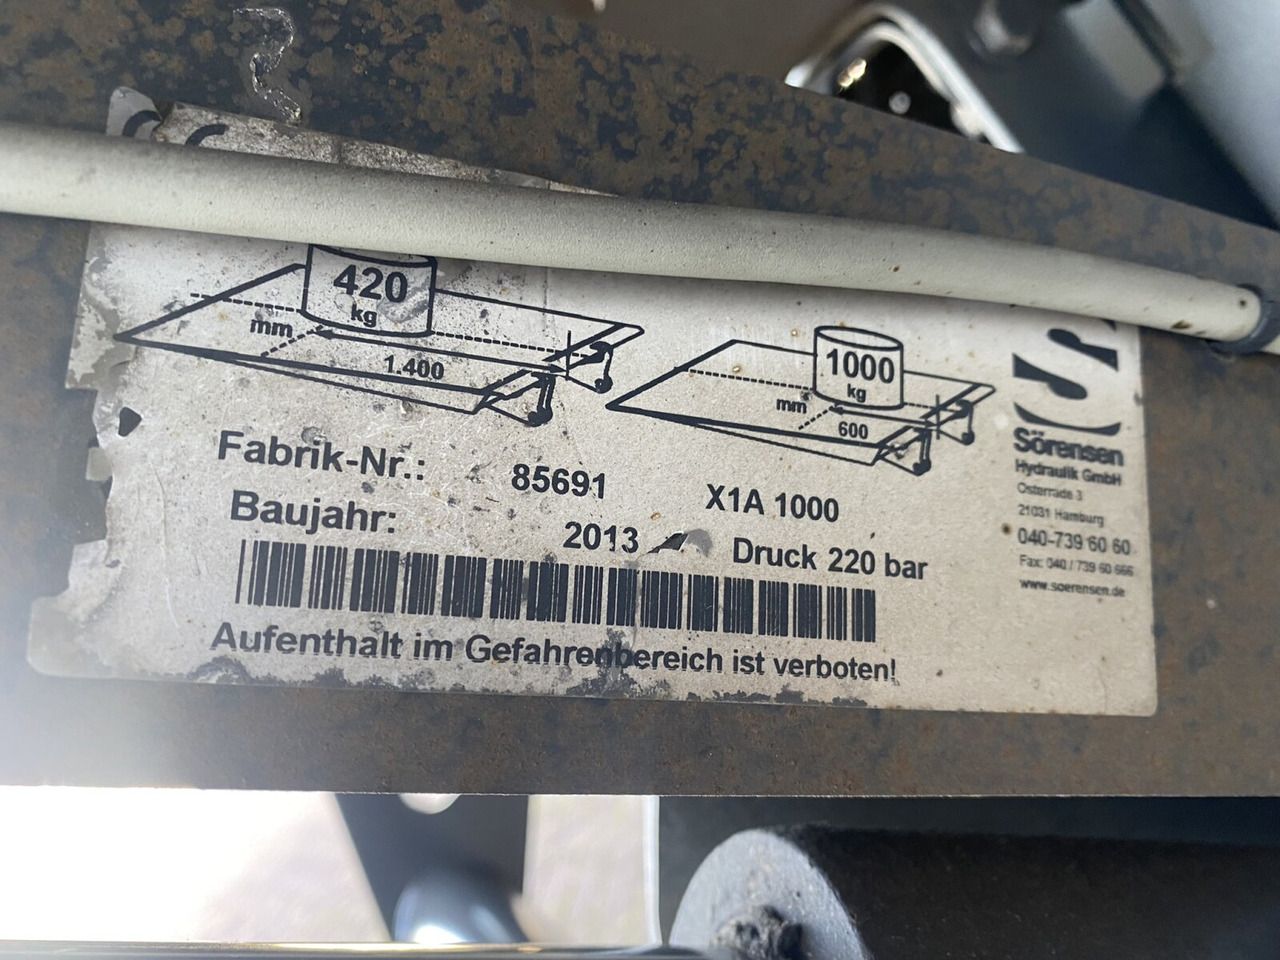 420
kg
mm
1.400
1000
kg
mm
600
Sörensen
Hydraulik GmbH
Osterrade 3
21031 Hamburg
040-739 60 60
Fax: 040 / 739 60 666
www.soerensen.de
Fabrik-Nr.: 85691 X1A 1000
Baujahr: 2013 Druck 220 bar
Aufenthalt im Gefahrenbereich ist verboten!